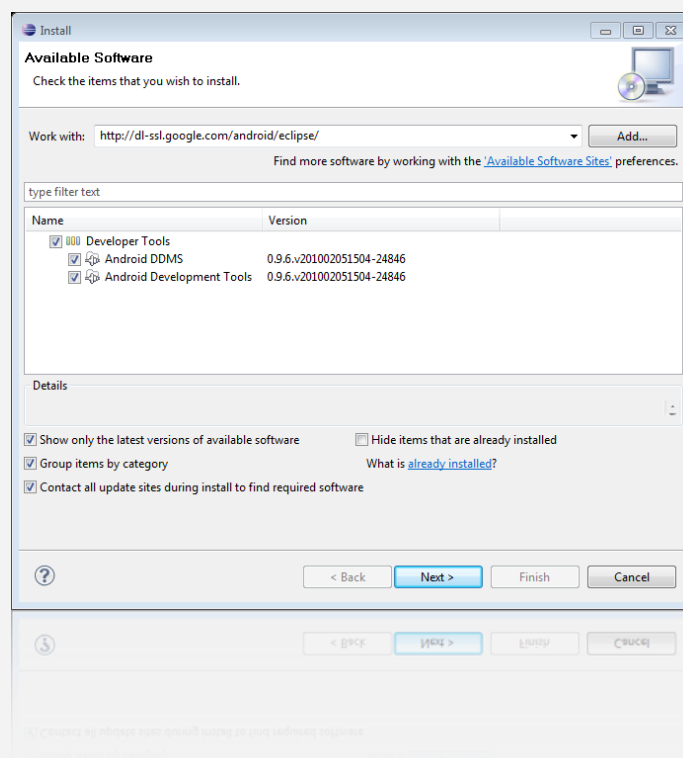 Install
Available Software
Check the items that you wish to install.
Work with: http://dl-ssl.google.com/android/eclipse/ Add...
Find more software by working with the 'Available Software Sites' preferences.
type filter text
Name Version
Developer Tools
Android DDMS 0.9.6.v201002051504-24846
Android Development Tools 0.9.6.v201002051504-24846
Details
Show only the latest versions of available software Hide items that are already installed
Group items by category What is already installed?
Contact all update sites during install to find required software
? < Back Next > Finish Cancel